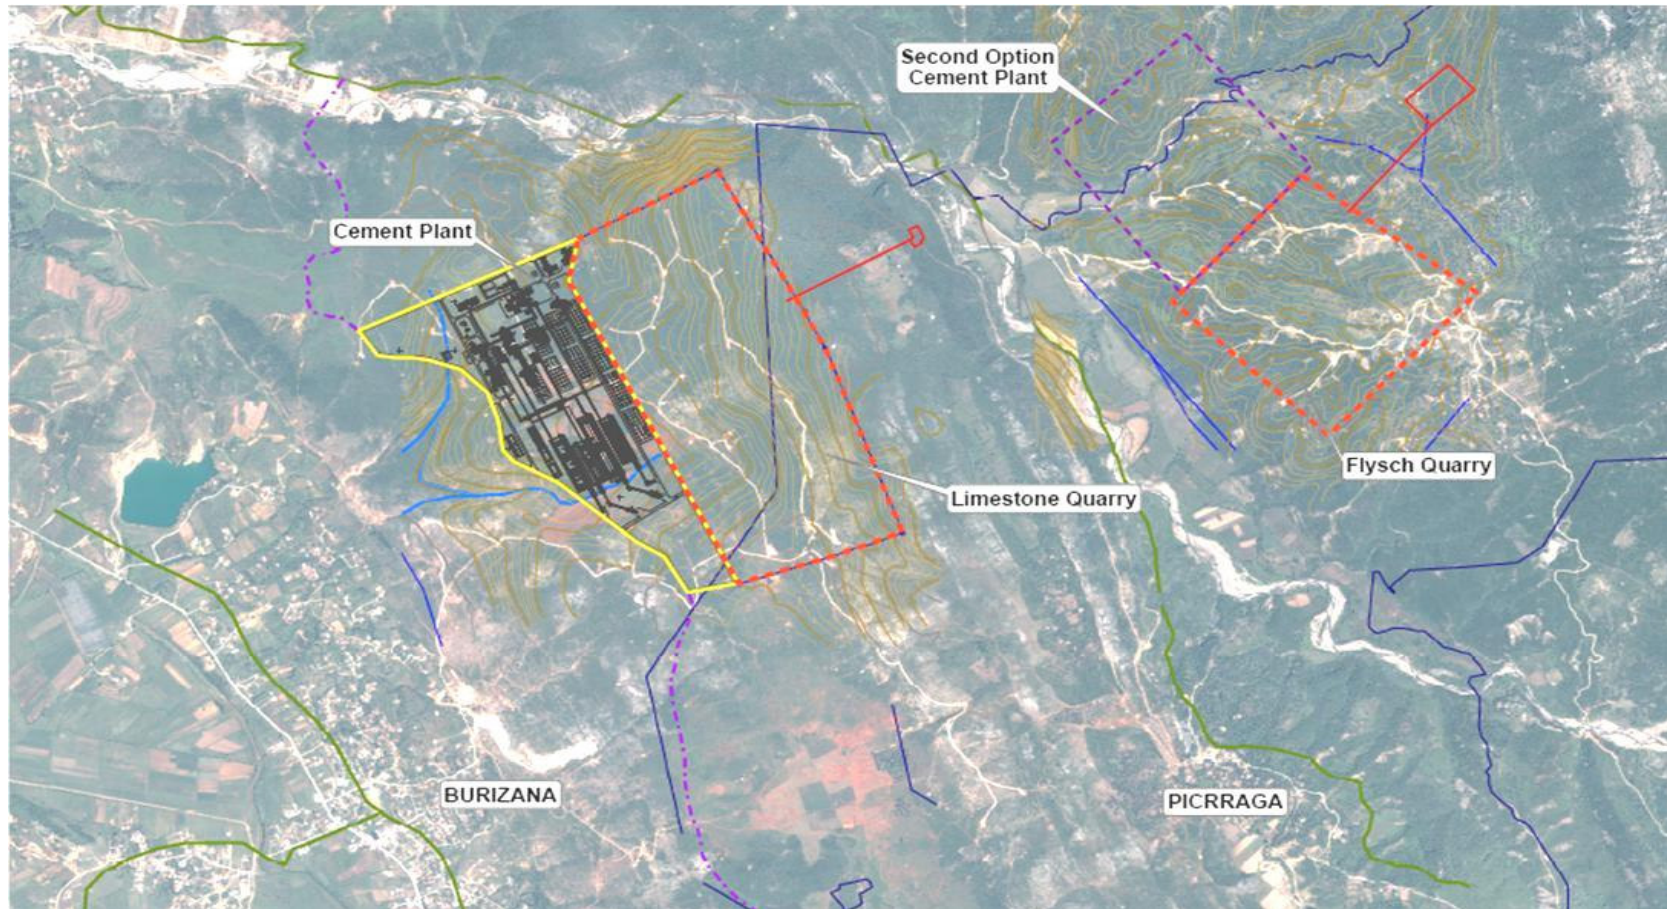 Second Option
Cement Plant
Cement Plant
Flysch Quarry
Limestone Quarry
BURIZANA
PICRRAGA